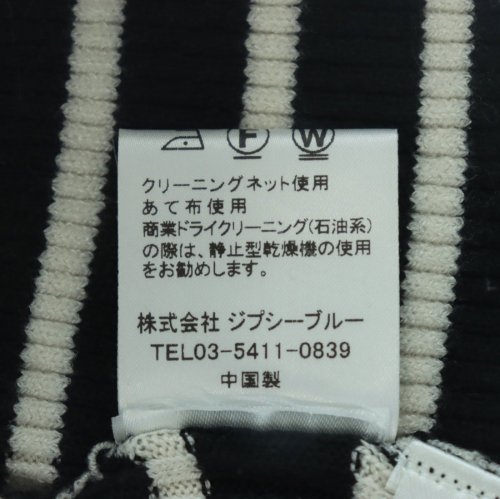 F W
クリーニングネット使用
あて布使用
商業ドライクリーニング(石油系)
の際は、静止型乾燥機の使用
をお勧めします。
株式会社 ジプシーブルー
TEL03-5411-0839
中国製